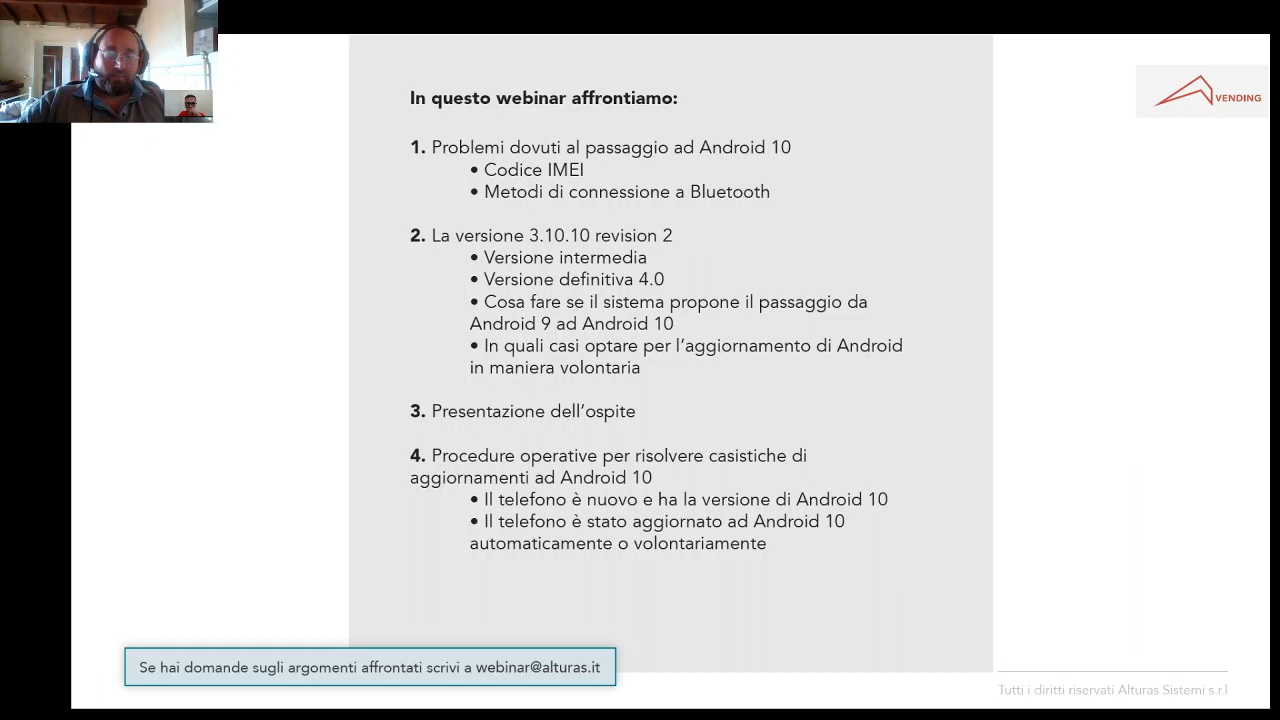 VENDING
In questo webinar affrontiamo:
1. Problemi dovuti al passaggio ad Android 10
• Codice IMEI
• Metodi di connessione a Bluetooth
2. La versione 3.10.10 revision 2
• Versione intermedia
• Versione definitiva 4.0
• Cosa fare se il sistema propone il passaggio da
Android 9 ad Android 10
• In quali casi optare per l’aggiornamento di Android
in maniera volontaria
3. Presentazione dell’ospite
4. Procedure operative per risolvere casistiche di
aggiornamenti ad Android 10
• Il telefono è nuovo e ha la versione di Android 10
• Il telefono è stato aggiornato ad Android 10
automaticamente o volontariamente
Se hai domande sugli argomenti affrontati scrivi a webinar@alturas.it
Tutti i diritti riservati Alturas Sistemi s.r.l